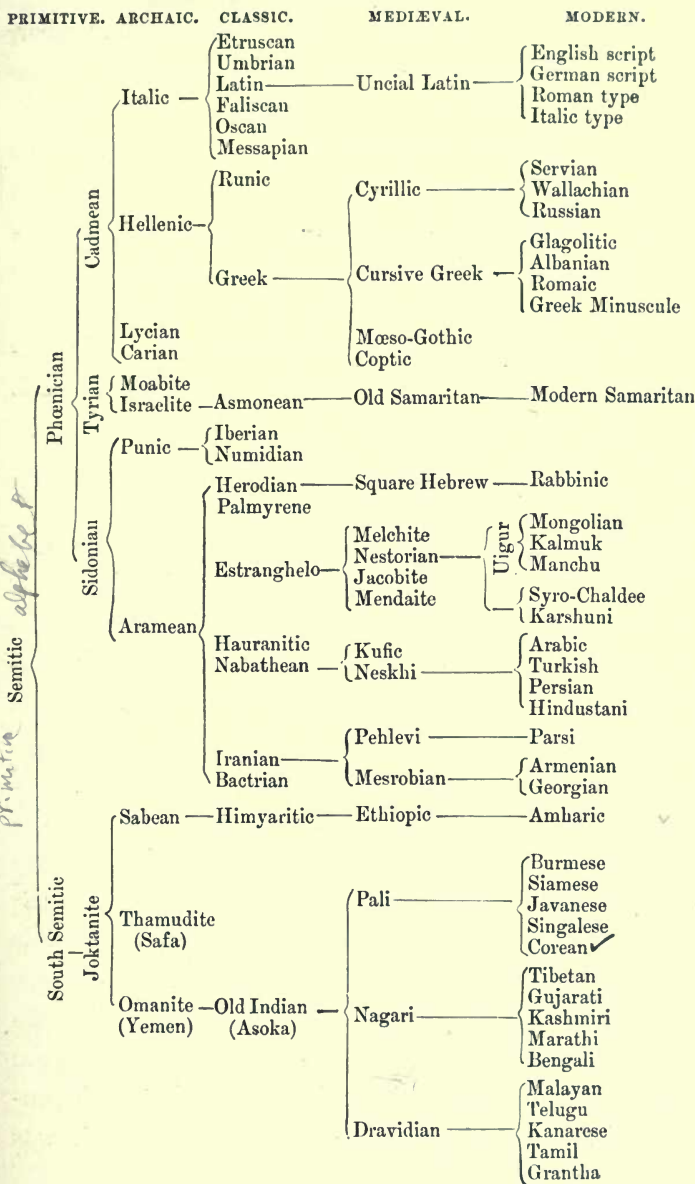 PRIMITIVE. ARCHAIC. CLASSIC. MEDIÆVAL. MODERN.
Etruscan
Umbrian
Latin Uncial Latin English script
German script
Roman type
Italic type
Italic
Faliscan
Oscan
Messapian
Cadmean
Hellenic
Runic
Greek
Cyrillic
Servian
Wallachian
Russian
Cursive Greek
Glagolitic
Albanian
Romaic
Greek Minuscule
Mœso-Gothic
Coptic
Lycian
Carian
Phœnician
Tyrian
Moabite
Israelite Asmonean Old Samaritan Modern Samaritan
Sidonian
Punic
Iberian
Numidian
Aramean
Herodian Square Hebrew Rabbinic
Palmyrene
Estranghelo
Melchite
Nestorian
Jacobite
Mendaite
Uigur
Mongolian
Kalmuk
Manchu
Syro-Chaldee
Karshuni
Hauranitic
Nabathean
Kufic
Neskhi
Arabic
Turkish
Persian
Hindustani
Iranian
Bactrian
Pehlevi Parsi
Mesrobian
Armenian
Georgian
primitive Semitic alphabet
South Semitic
Joktanite
Sabean Himyaritic Ethiopic Amharic
Thamudite
(Safa)
Omanite Old Indian
(Yemen) (Asoka)
Pali
Burmese
Siamese
Javanese
Singalese
Corean
Nagari
Tibetan
Gujarati
Kashmiri
Marathi
Bengali
Dravidian
Malayan
Telugu
Kanarese
Tamil
Grantha